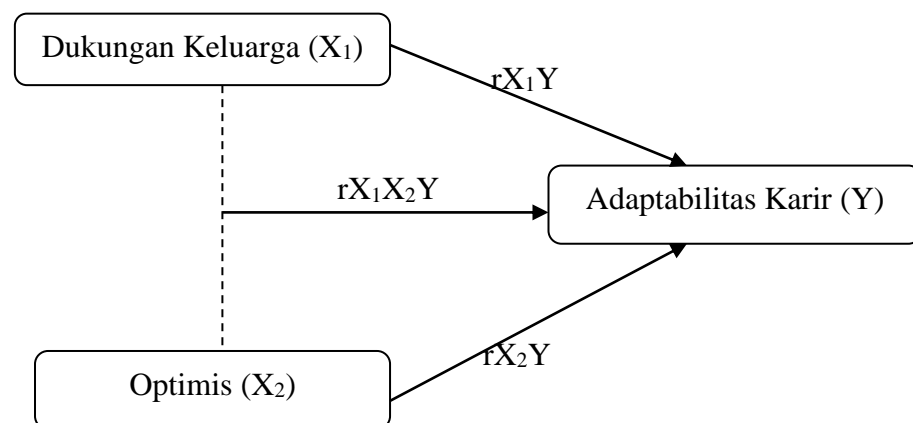 Dukungan Keluarga (X₁)
rX₁Y
rX₁X₂Y
Adaptabilitas Karir (Y)
rX₂Y
Optimis (X₂)